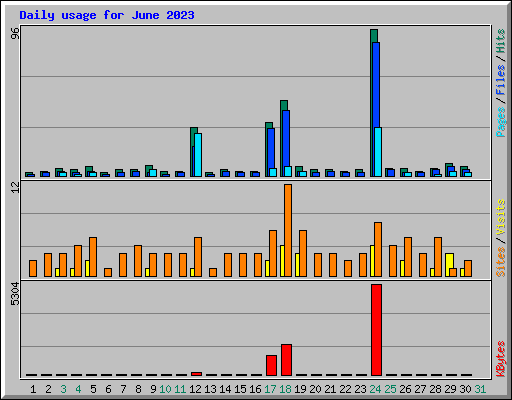 Daily usage for June 2023
96
Pages / Files / Hits
12
Sites / Visits
5304
KBytes
1 2 3 4 5 6 7 8 9 10 11 12 13 14 15 16 17 18 19 20 21 22 23 24 25 26 27 28 29 30 31